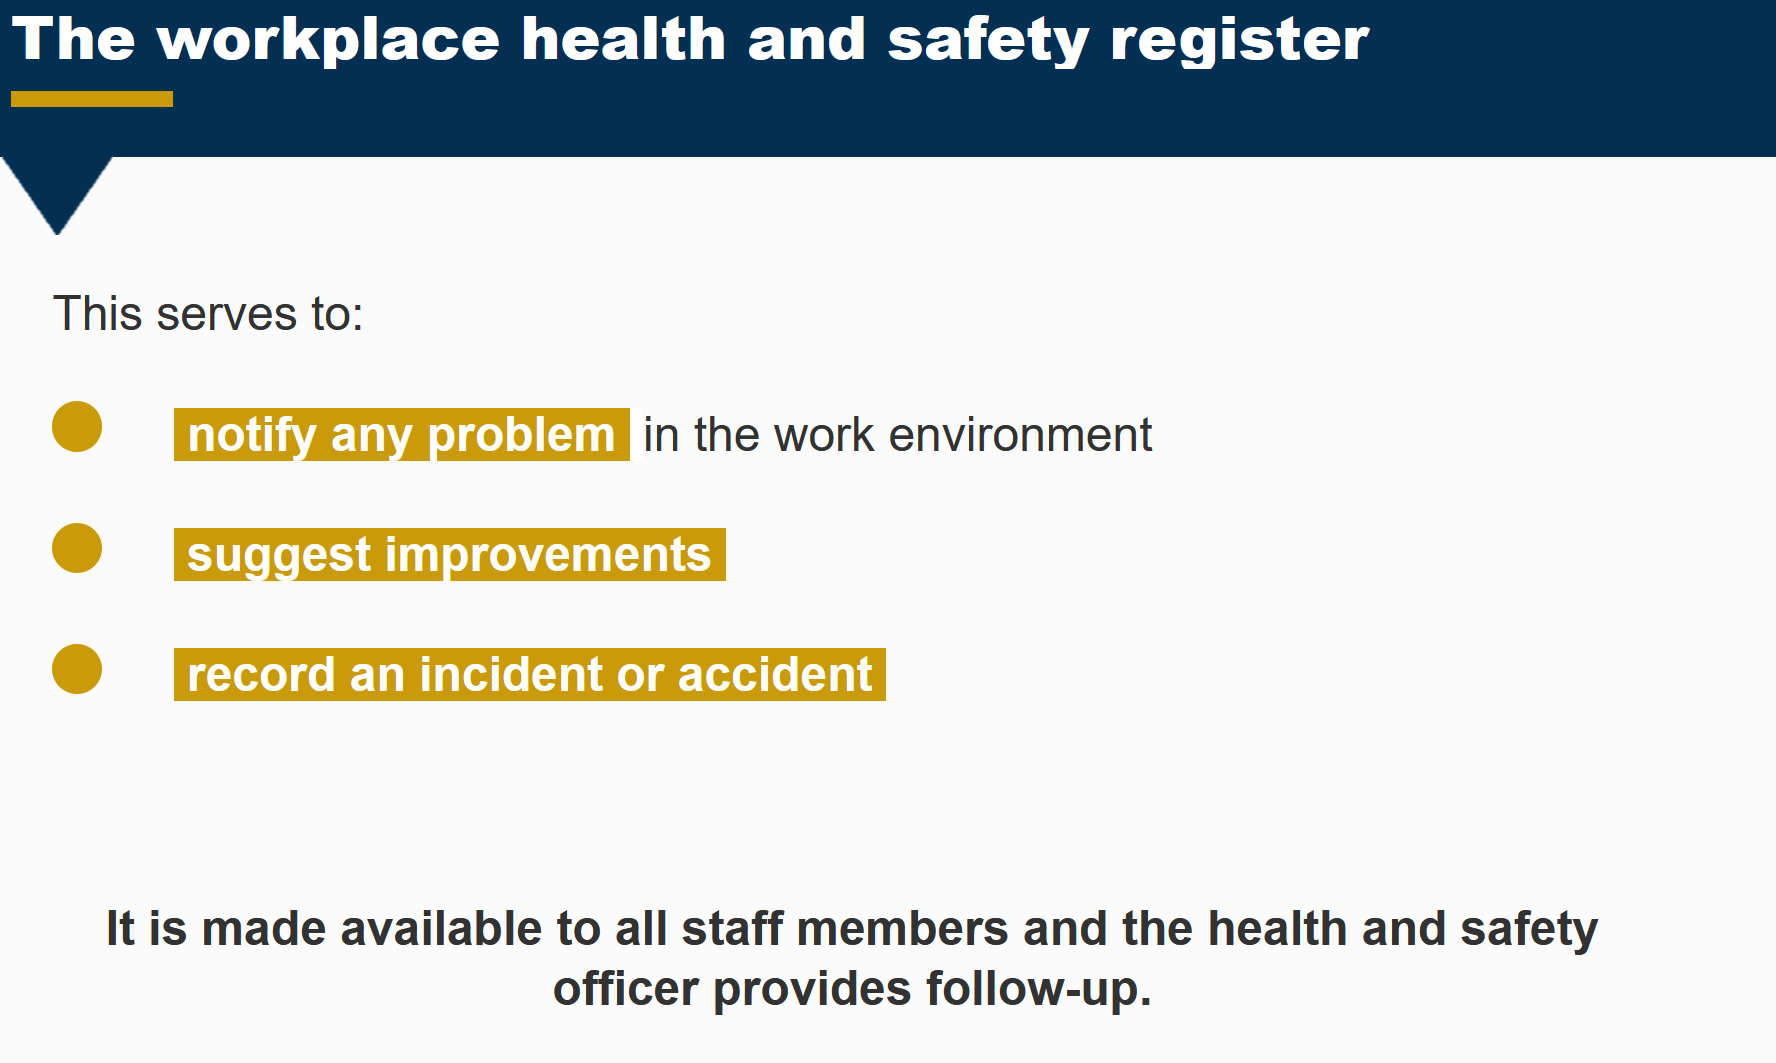 The workplace health and safety register
This serves to:
notify any problem in the work environment
suggest improvements
record an incident or accident
It is made available to all staff members and the health and safety
officer provides follow-up.